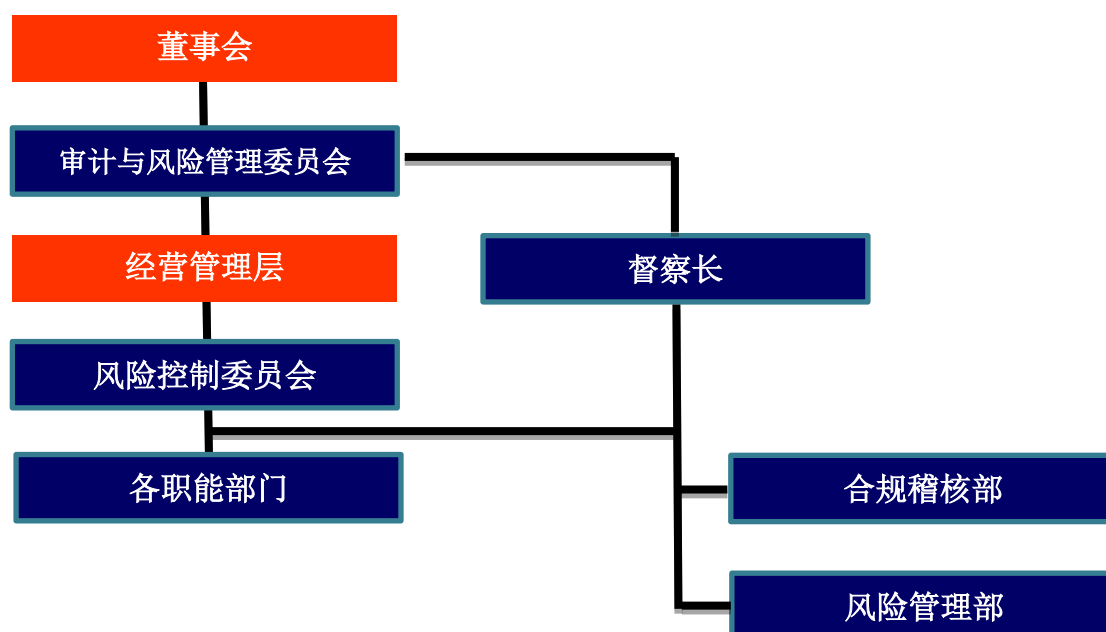 董事会
审计与风险管理委员会
经营管理层
督察长
风险控制委员会
各职能部门
合规稽核部
风险管理部